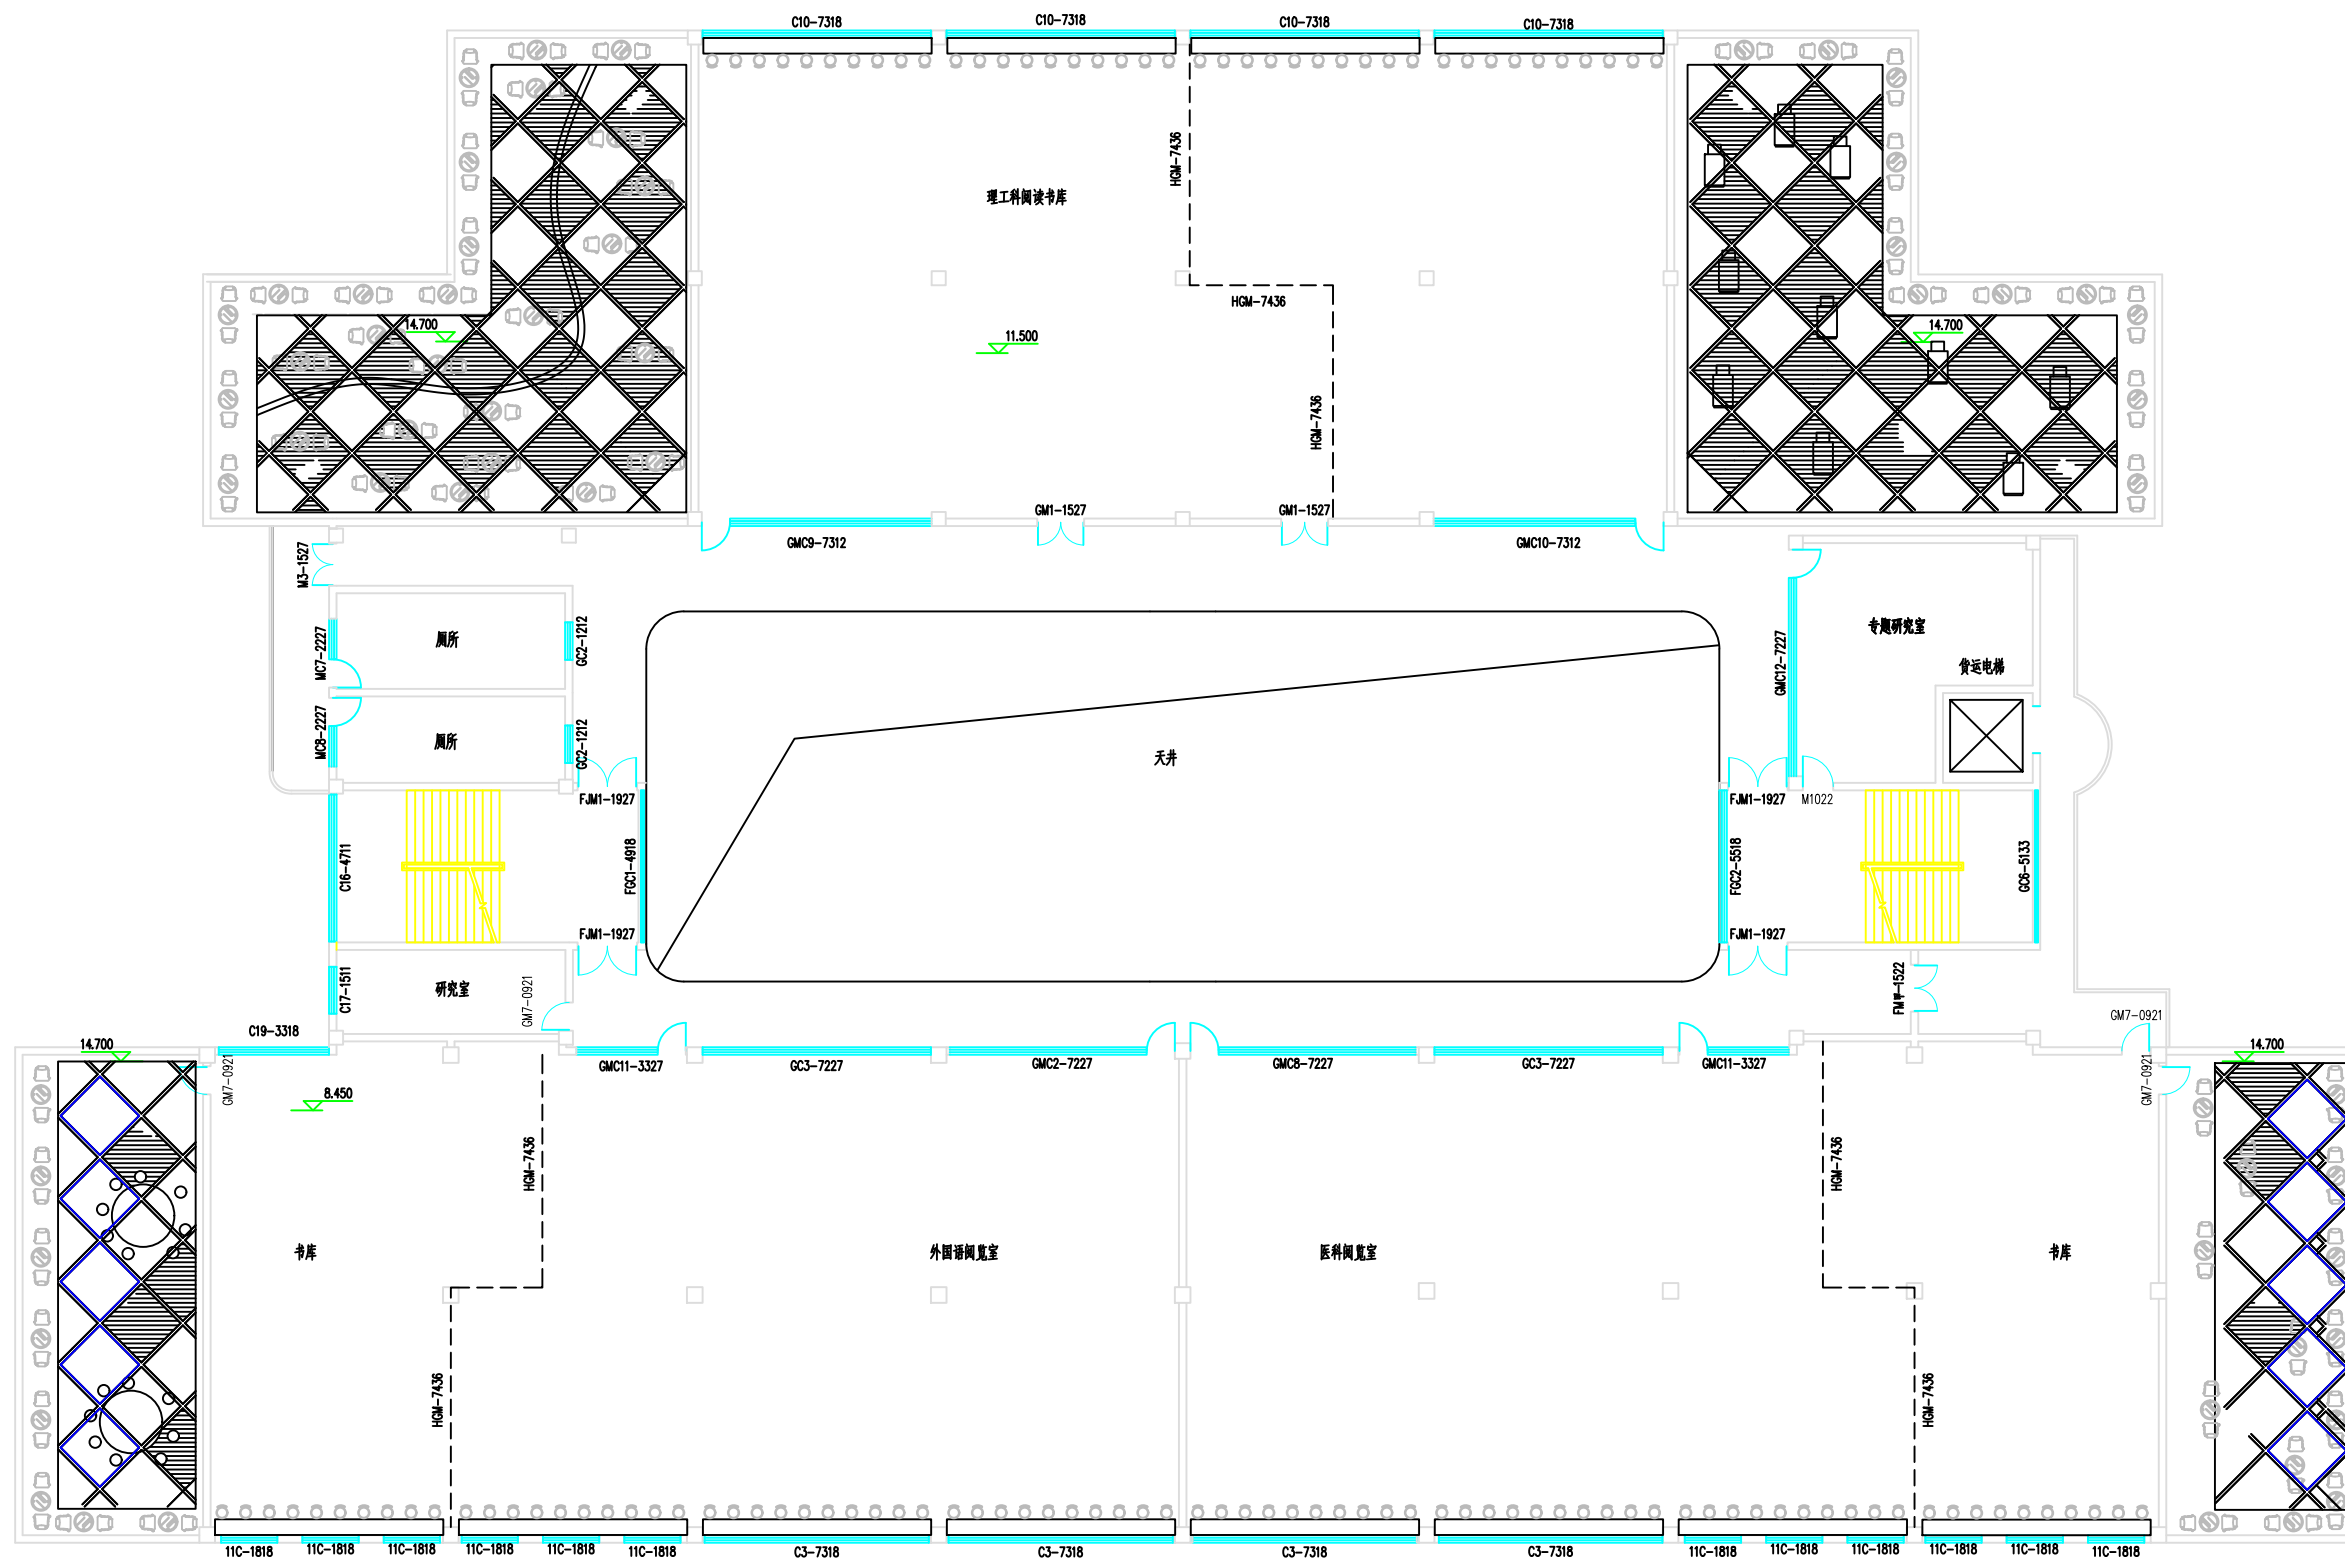 C10-7318
C10-7318
C10-7318
C10-7318
HGM-7436
理工科阅读书库
HGM-7436
14.700
11.500
14.700
HGM-7436
GM1-1527
GM1-1527
GMC9-7312
GMC10-7312
M3-1527
厕所
MC7-2227
GC2-1212
GMC12-7227
专题研究室
货运电梯
厕所
MC8-2227
GC2-1212
天井
FJM1-1927
FJM1-1927
M1022
C16-4711
FGC1-4918
FGC2-5518
GC6-5133
FJM1-1927
FJM1-1927
研究室
C17-1511
GM7-0921
FM甲-1522
GM7-0921
C19-3318
14.700
14.700
GM7-0921
GMC11-3327
GC3-7227
GMC2-7227
GMC8-7227
GC3-7227
GMC11-3327
GM7-0921
8.450
HGM-7436
HGM-7436
书库
外国语阅览室
医科阅览室
书库
HGM-7436
HGM-7436
11C-1818
11C-1818
11C-1818
11C-1818
11C-1818
11C-1818
C3-7318
C3-7318
C3-7318
C3-7318
11C-1818
11C-1818
11C-1818
11C-1818
11C-1818
11C-1818